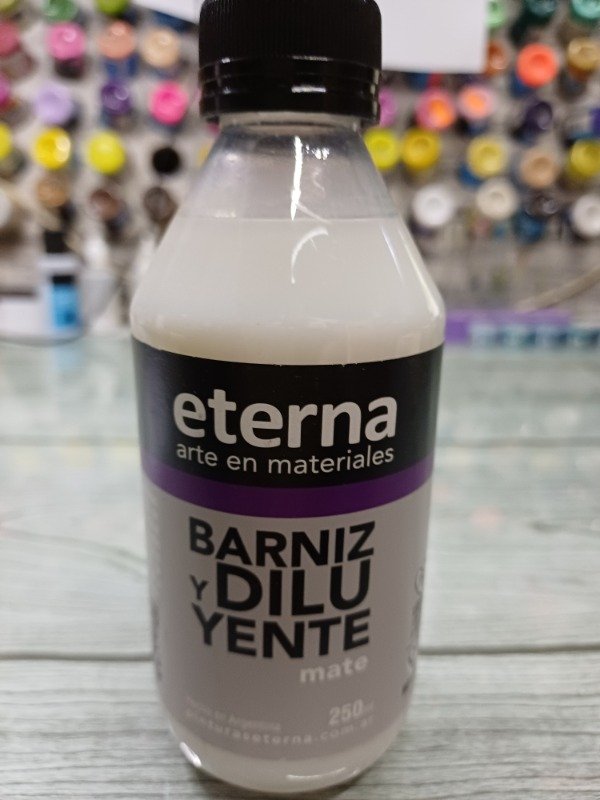 eterna
arte en materiales
BARNIZ
Y DILU
YENTE
mate
Hecho en Argentina
250ml
pinturaseterna.com.ar